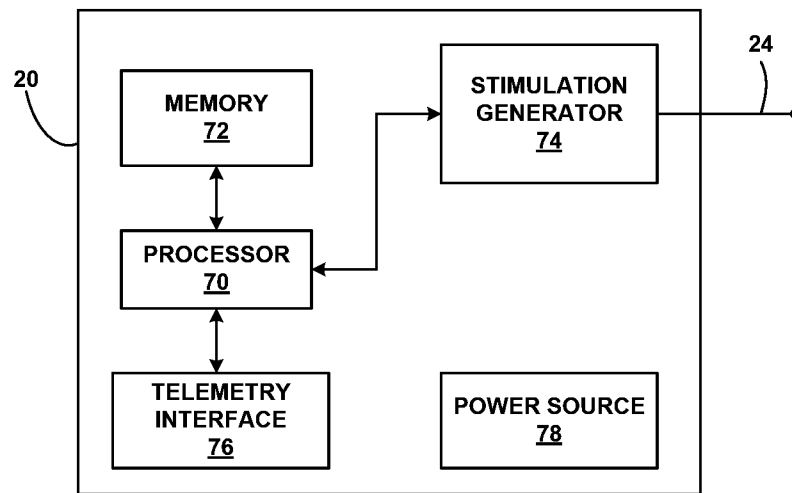 20
MEMORY
72
STIMULATION
GENERATOR
74
24
PROCESSOR
70
TELEMETRY
INTERFACE
76
POWER SOURCE
78